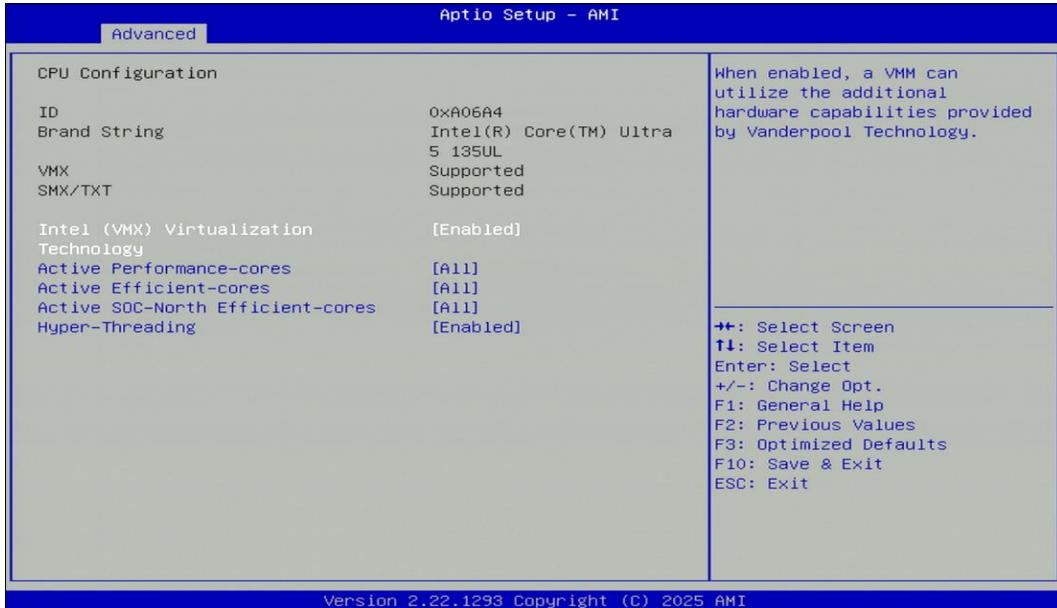 Aptio Setup – AMI
Advanced
CPU Configuration
ID 0xA06A4
Brand String Intel(R) Core(TM) Ultra
5 135UL
VMX Supported
SMX/TXT Supported
Intel (VMX) Virtualization [Enabled]
Technology
Active Performance-cores [All]
Active Efficient-cores [All]
Active SOC-North Efficient-cores [All]
Hyper-Threading [Enabled]
When enabled, a VMM can
utilize the additional
hardware capabilities provided
by Vanderpool Technology.
→←: Select Screen
↑↓: Select Item
Enter: Select
+/-: Change Opt.
F1: General Help
F2: Previous Values
F3: Optimized Defaults
F10: Save & Exit
ESC: Exit
Version 2.22.1293 Copyright (C) 2025 AMI